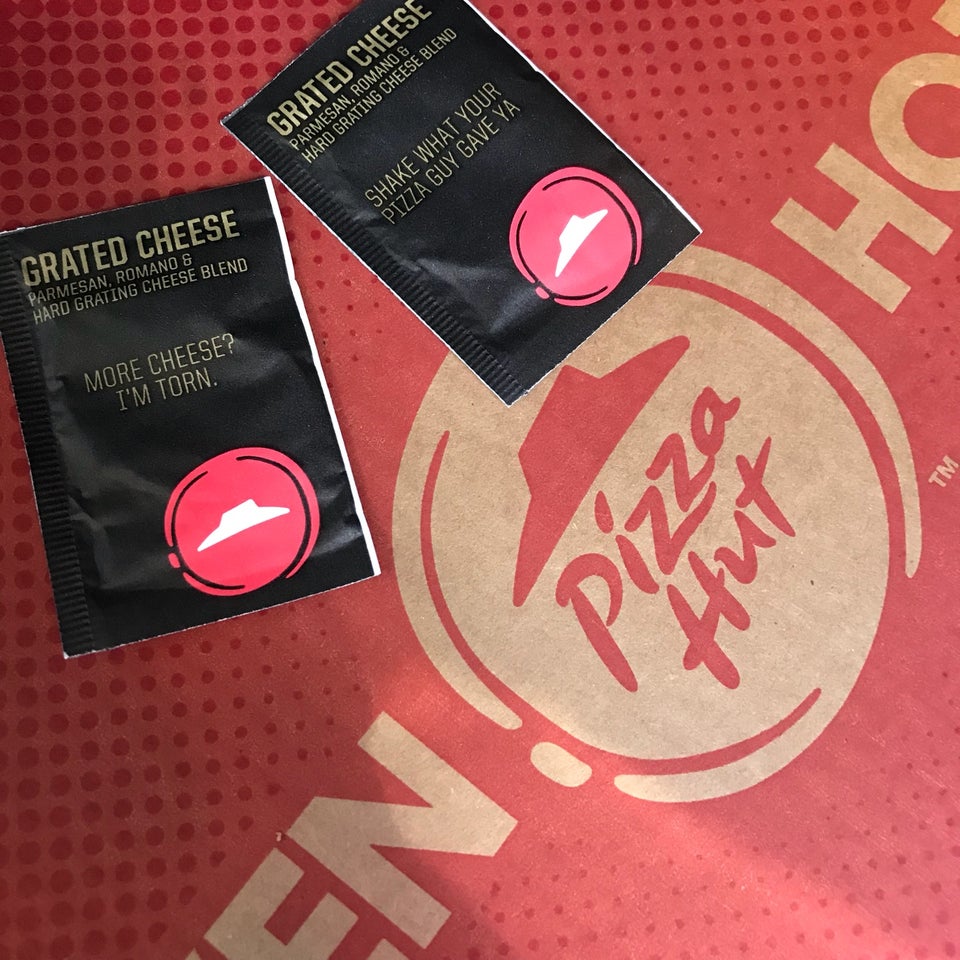 GRATED CHEESE
PARMESAN, ROMANO &
HARD GRATING CHEESE BLEND
SHAKE WHAT YOUR
PIZZA GUY GAVE YA
GRATED CHEESE
PARMESAN, ROMANO &
HARD GRATING CHEESE BLEND
MORE CHEESE?
I'M TORN.
Pizza
Hut
TM